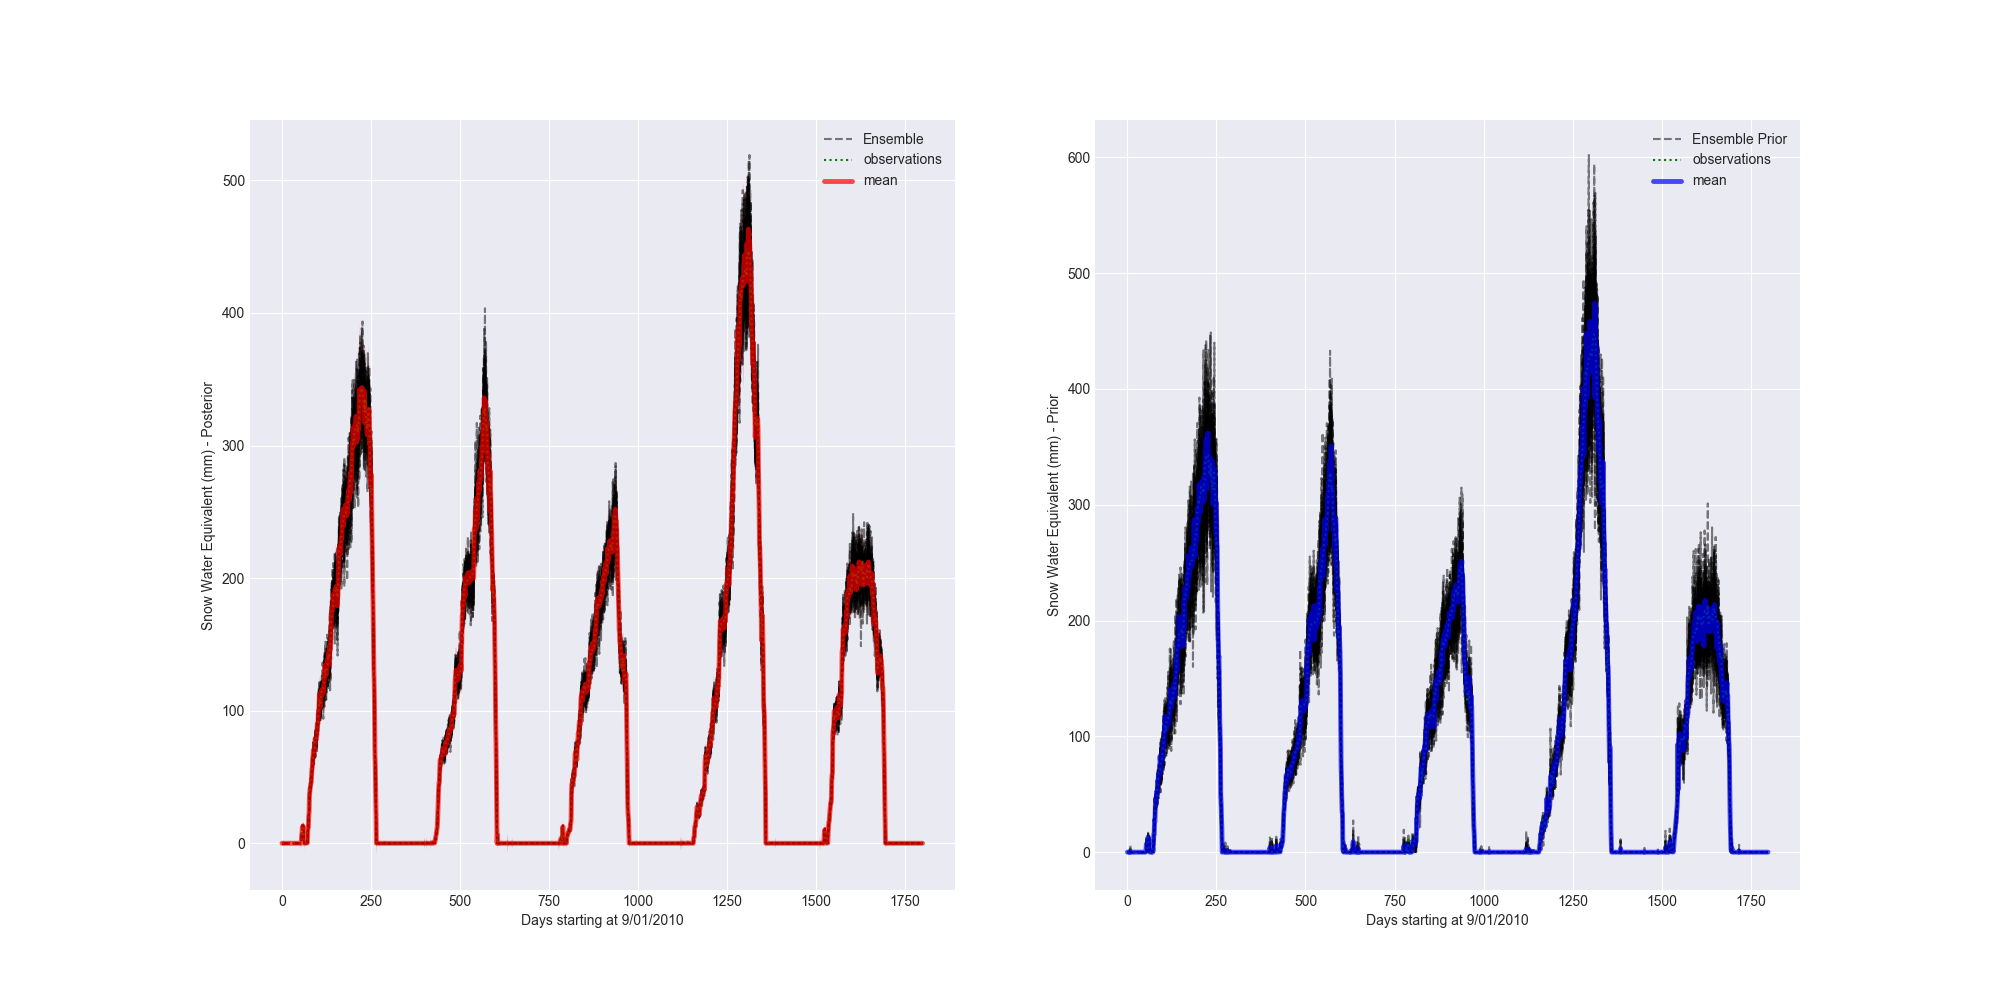 Ensemble
observations
mean
500
400
300
200
100
0
Snow Water Equivalent (mm) - Posterior
0 250 500 750 1000 1250 1500 1750
Days starting at 9/01/2010
Ensemble Prior
observations
mean
600
500
400
300
200
100
0
Snow Water Equivalent (mm) - Prior
0 250 500 750 1000 1250 1500 1750
Days starting at 9/01/2010